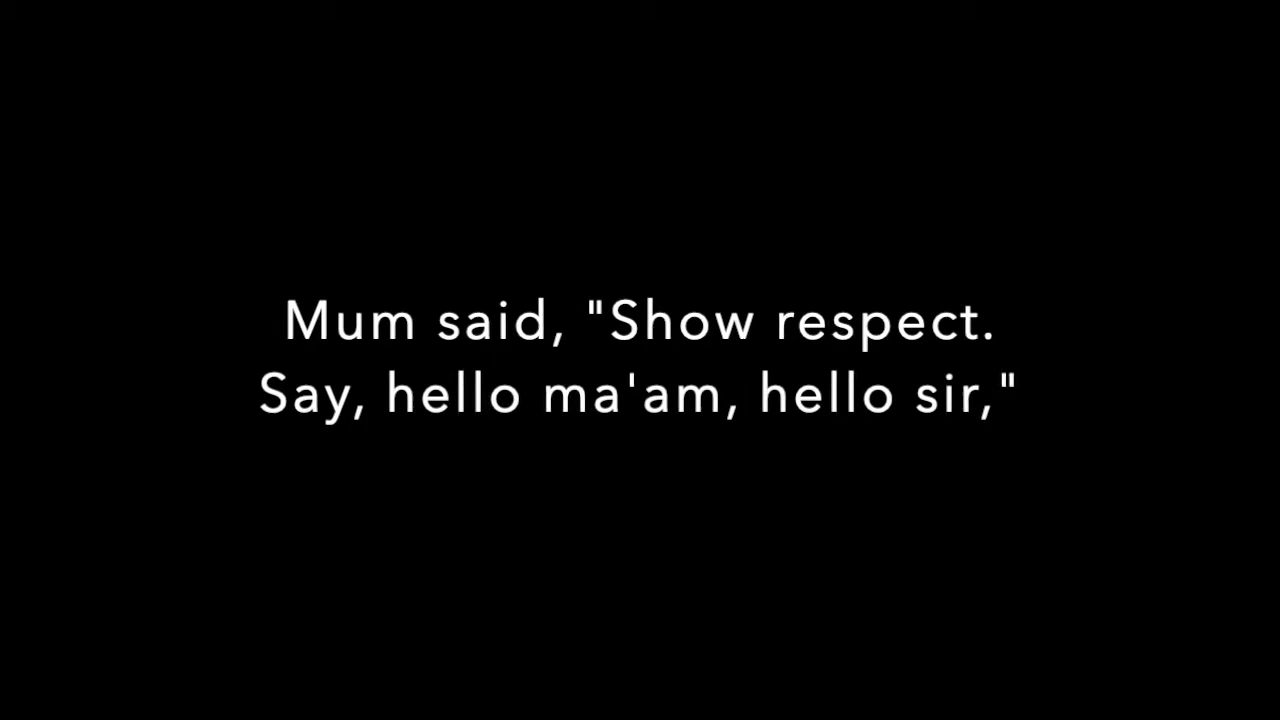 Mum said, "Show respect.
Say, hello ma'am, hello sir,"